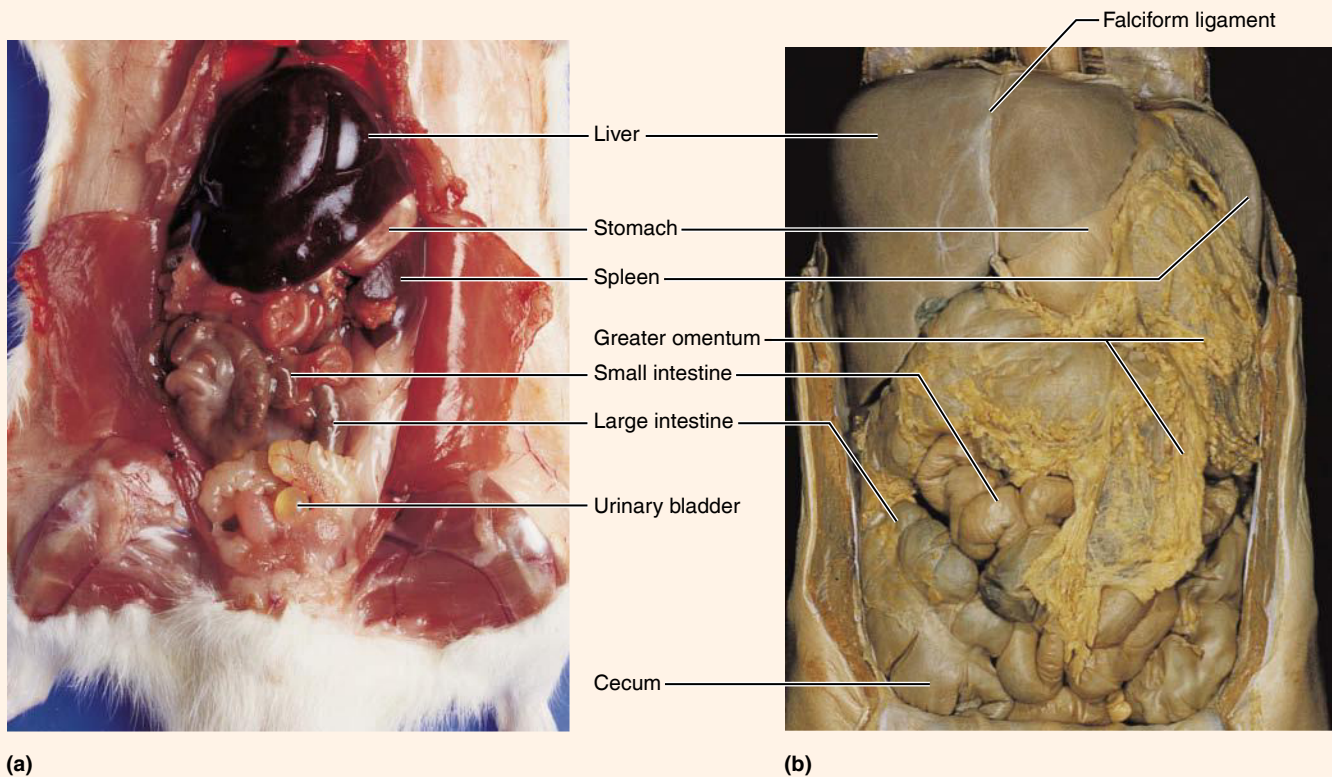 Falciform ligament
Liver
Stomach
Spleen
Greater omentum
Small intestine
Large intestine
Urinary bladder
Cecum
(a)
(b)